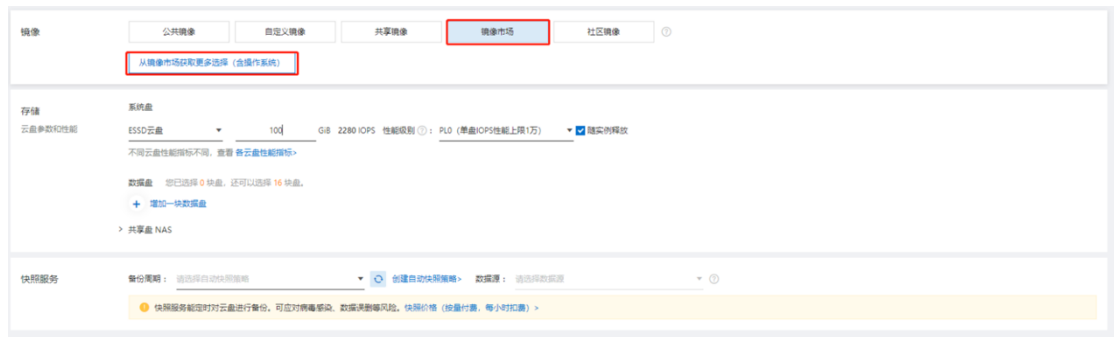 镜像 公共镜像 自定义镜像 共享镜像 镜像市场 社区镜像
从镜像市场获取更多选择（含操作系统）
存储 系统盘
云盘参数和性能 ESSD云盘 100 GiB 2280 IOPS 性能级别 ： PL0（单盘IOPS性能上限1万） 随实例释放
不同云盘性能指标不同，查看 各云盘性能指标>
数据盘 您已选择 0 块盘，还可以选择 16 块盘。
+ 增加一块数据盘
> 共享盘 NAS
快照服务 备份周期： 请选择自动快照策略 创建自动快照策略> 数据源： 请选择数据源
快照服务能定时对云盘进行备份。可应对病毒感染、数据误删等风险。快照价格（按量付费，每小时扣费）>